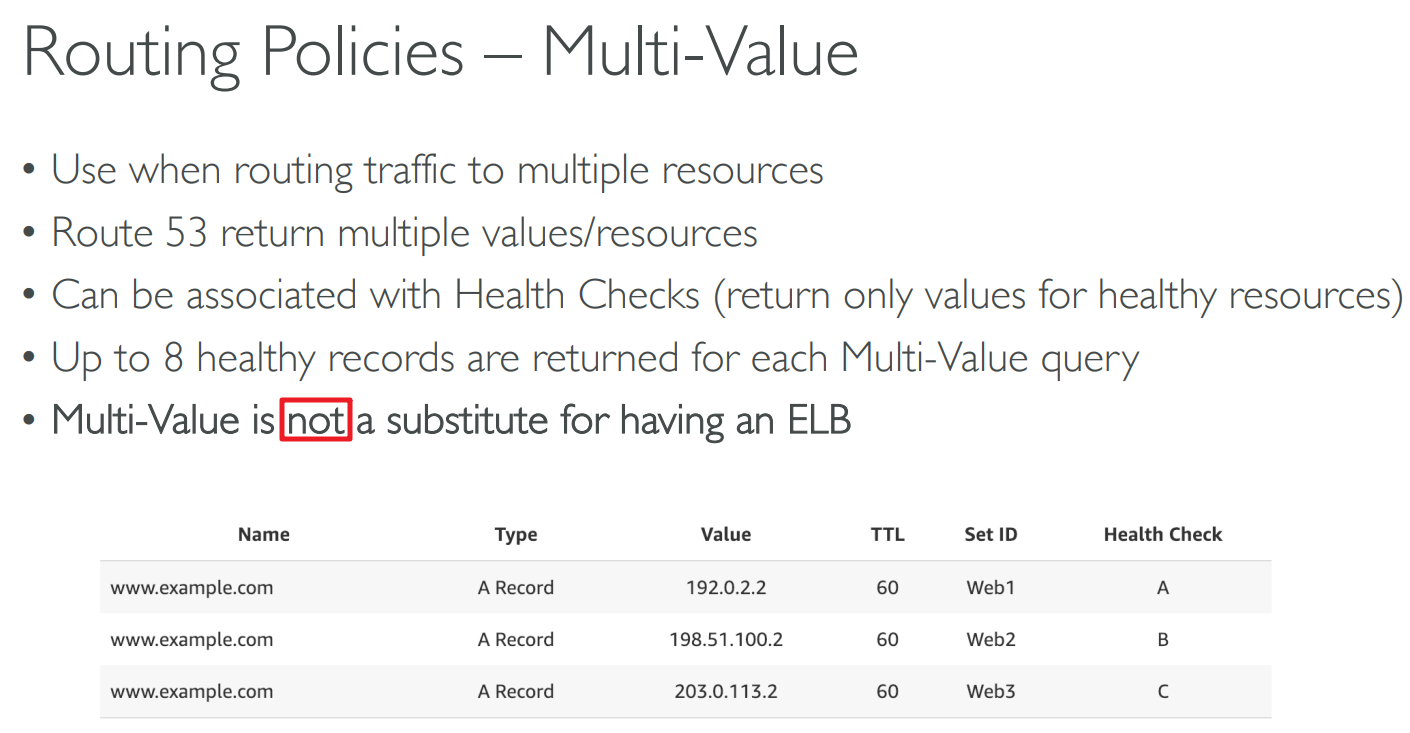 Routing Policies – Multi-Value
• Use when routing traffic to multiple resources
• Route 53 return multiple values/resources
• Can be associated with Health Checks (return only values for healthy resources)
• Up to 8 healthy records are returned for each Multi-Value query
• Multi-Value is not a substitute for having an ELB
Name Type Value TTL Set ID Health Check
www.example.com A Record 192.0.2.2 60 Web1 A
www.example.com A Record 198.51.100.2 60 Web2 B
www.example.com A Record 203.0.113.2 60 Web3 C